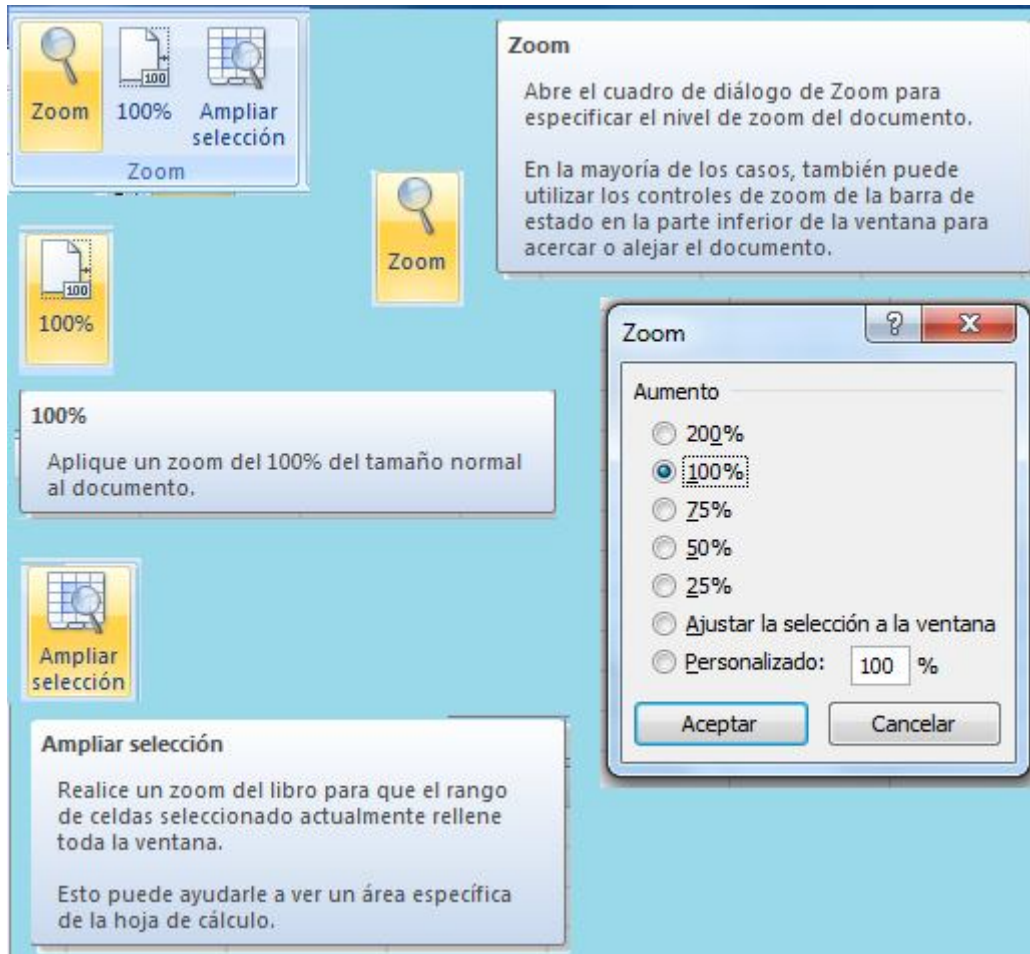 Zoom
100
100%
Ampliar
selección
Zoom
Zoom
Abre el cuadro de diálogo de Zoom para
especificar el nivel de zoom del documento.
En la mayoría de los casos, también puede
utilizar los controles de zoom de la barra de
estado en la parte inferior de la ventana para
acercar o alejar el documento.
Zoom
100
100%
100%
Aplique un zoom del 100% del tamaño normal
al documento.
Zoom
?
X
Aumento
200%
100%
75%
50%
25%
Ajustar la selección a la ventana
Personalizado: 100 %
Aceptar
Cancelar
Ampliar
selección
Ampliar selección
Realice un zoom del libro para que el rango
de celdas seleccionado actualmente rellene
toda la ventana.
Esto puede ayudarle a ver un área específica
de la hoja de cálculo.